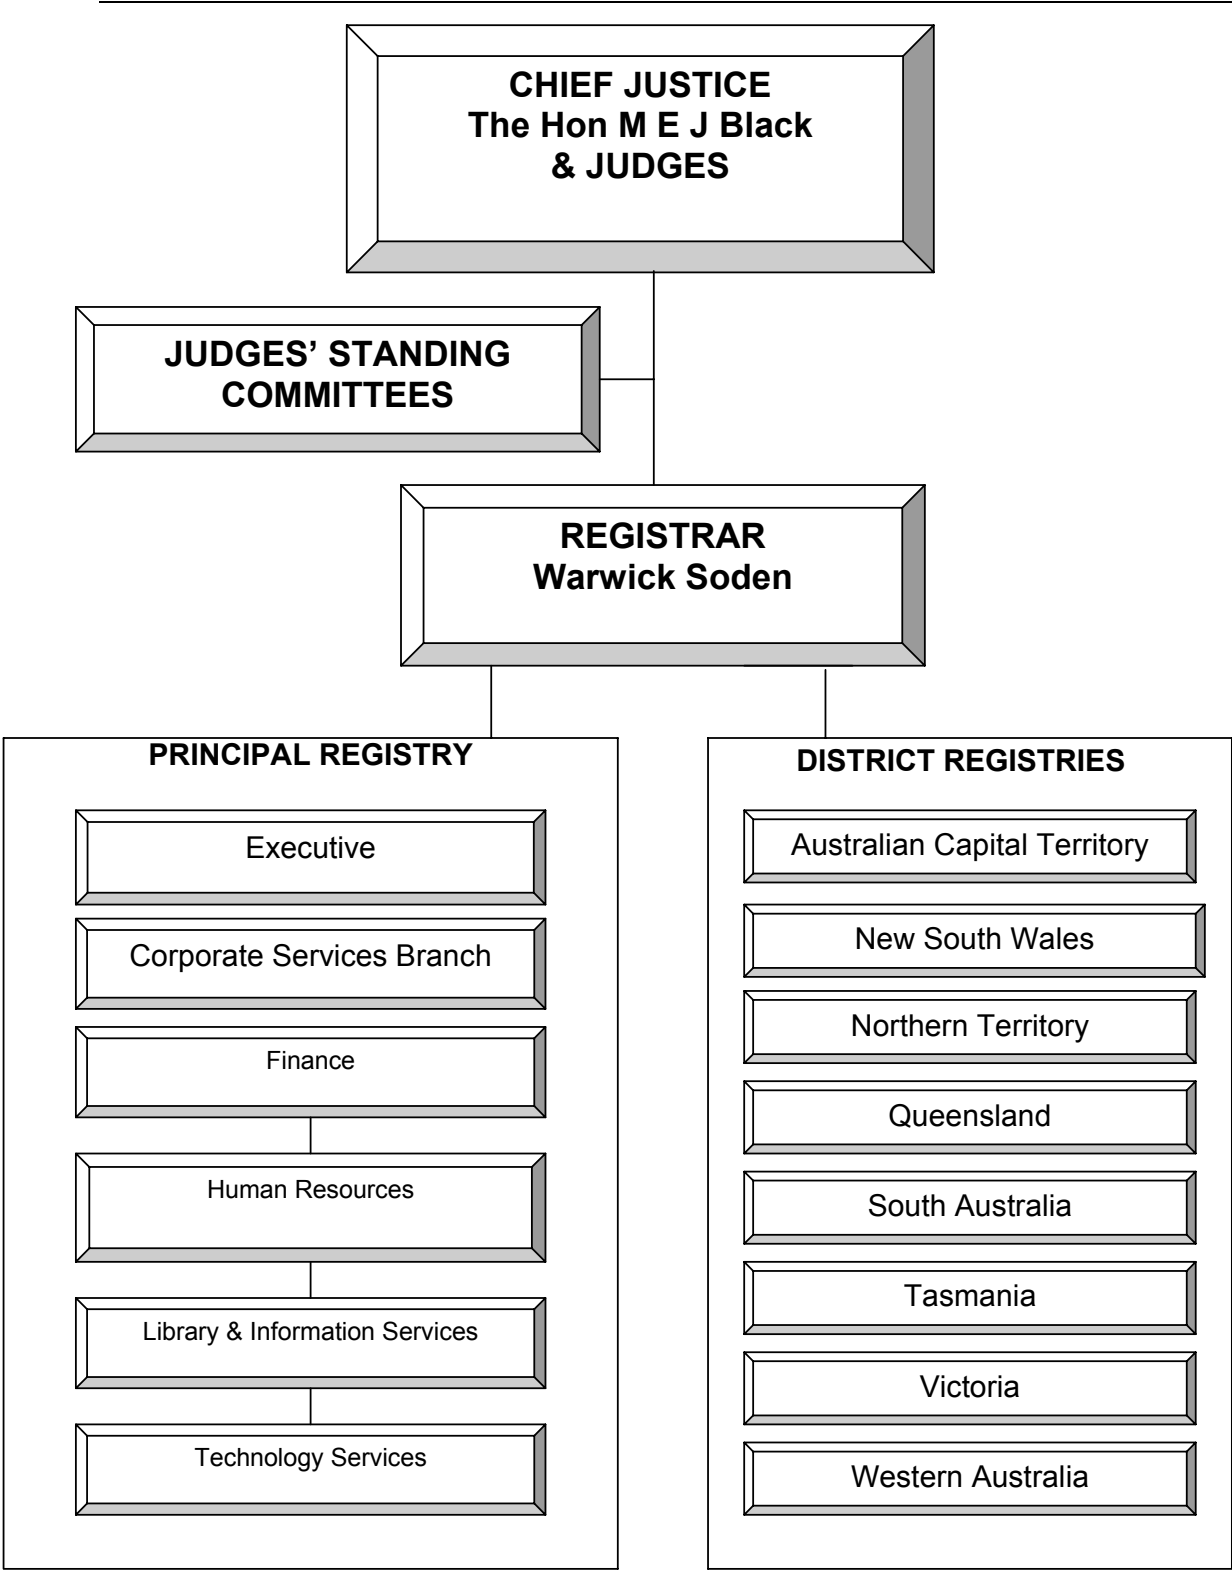 CHIEF JUSTICE
The Hon M E J Black
& JUDGES
JUDGES’ STANDING
COMMITTEES
REGISTRAR
Warwick Soden
PRINCIPAL REGISTRY
Executive
Corporate Services Branch
Finance
Human Resources
Library & Information Services
Technology Services
DISTRICT REGISTRIES
Australian Capital Territory
New South Wales
Northern Territory
Queensland
South Australia
Tasmania
Victoria
Western Australia